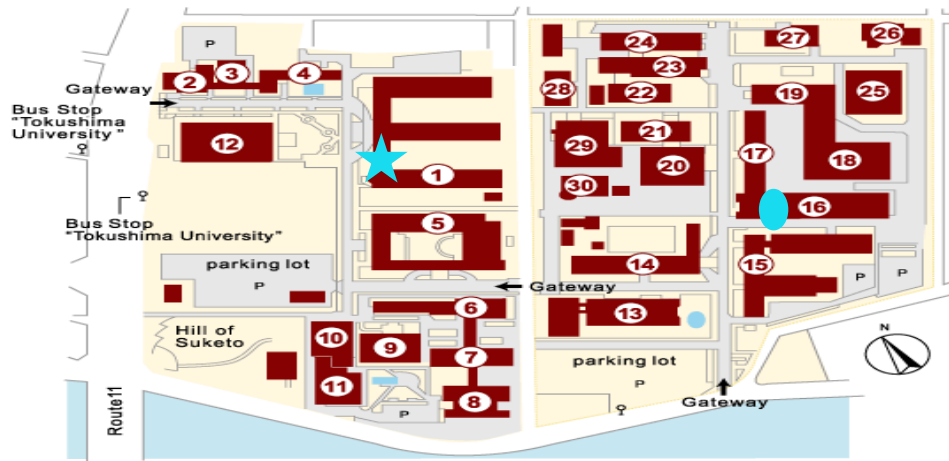 P
2
3
4
Gateway
Bus Stop
"Tokushima
University "
12
1
5
Bus Stop
"Tokushima University"
parking lot
P
Gateway
6
10
9
7
11
8
P
Hill of
Suketo
Route11
24
23
22
28
27
26
19
25
21
29
20
17
18
30
16
14
15
P
P
13
parking lot
P
Gateway
N